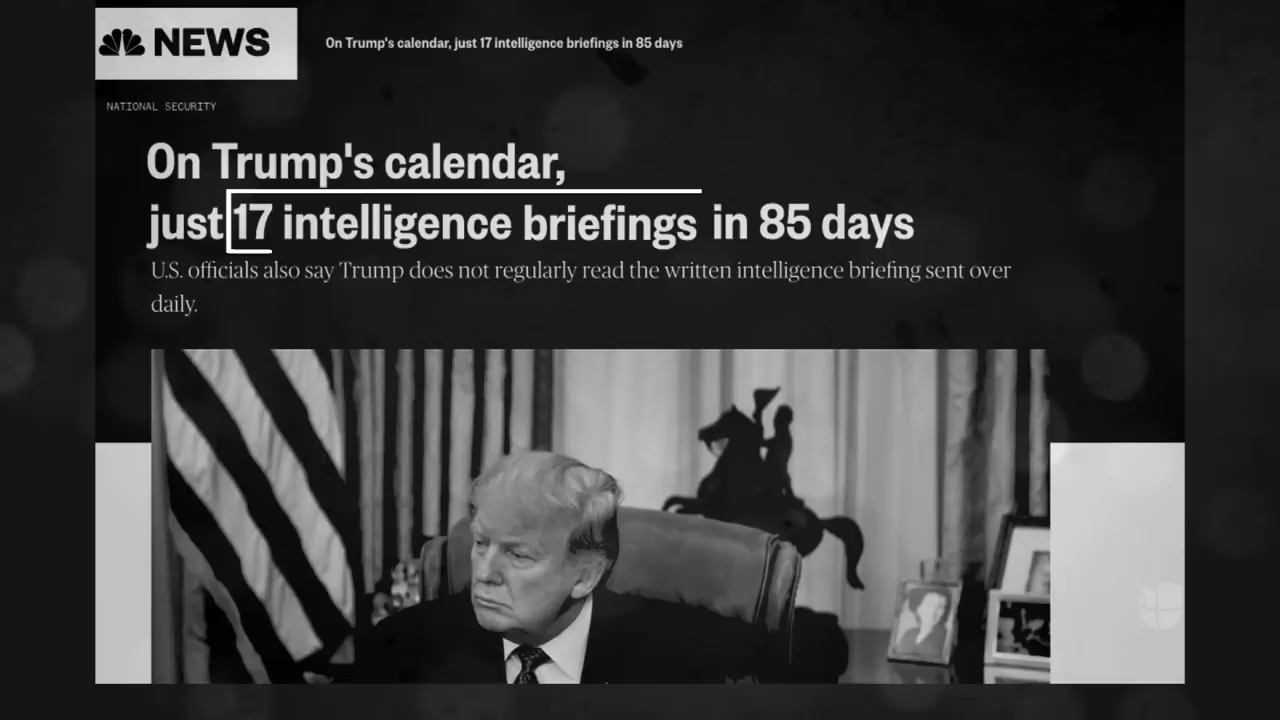 NEWS
On Trump's calendar, just 17 intelligence briefings in 85 days
NATIONAL SECURITY
On Trump's calendar,
just 17 intelligence briefings in 85 days
U.S. officials also say Trump does not regularly read the written intelligence briefing sent over
daily.